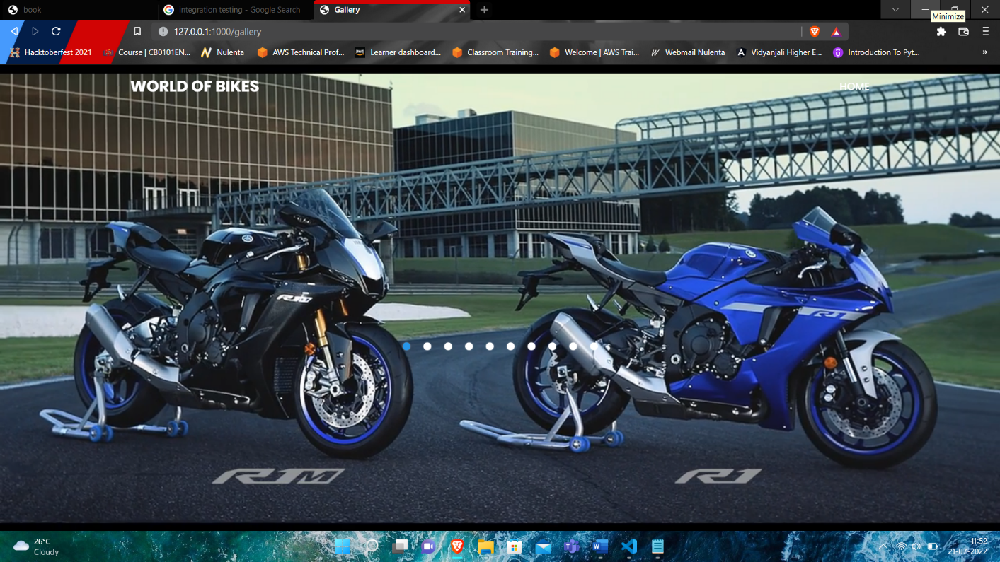 book
integration testing - Google Search
Gallery
Minimize
127.0.0.1:1000/gallery
Hacktoberfest 2021
Course | CB0101EN...
Nulenta
AWS Technical Prof...
Learner dashboard...
Classroom Training...
Welcome | AWS Trai...
Webmail Nulenta
Vidyanjali Higher E...
Introduction To Pyt...
»
WORLD OF BIKES
HOME
R1M
R1
R1M
R1
26°C
Cloudy
11:52
21-07-2022